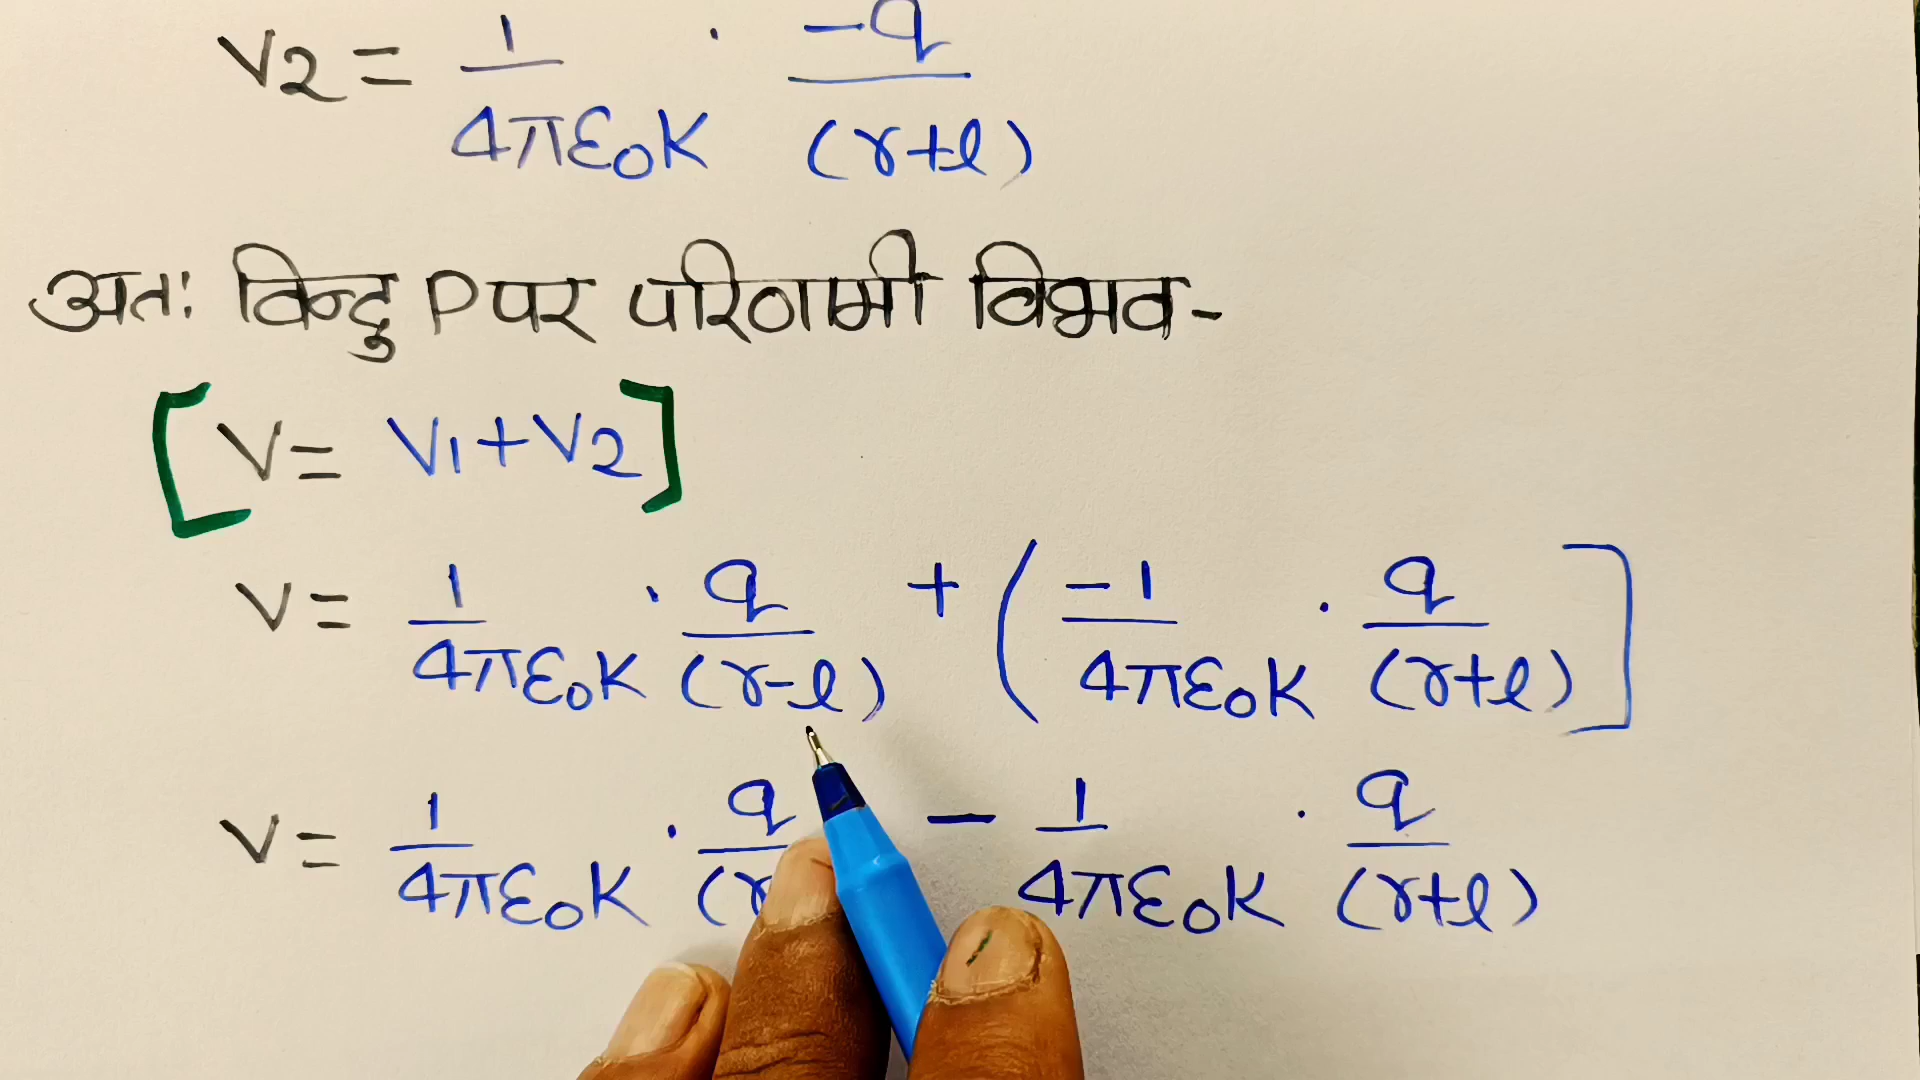 V2 = 1/4πε0K · -q/(r+l)
अतः विन्दु P पर परिणामी विभव-
[V = V1+V2]
V = 1/4πε0K · q/(r-l) + (-1/4πε0K · q/(r+l)]
V = 1/4πε0K · q/(r - 1/4πε0K · q/(r+l)